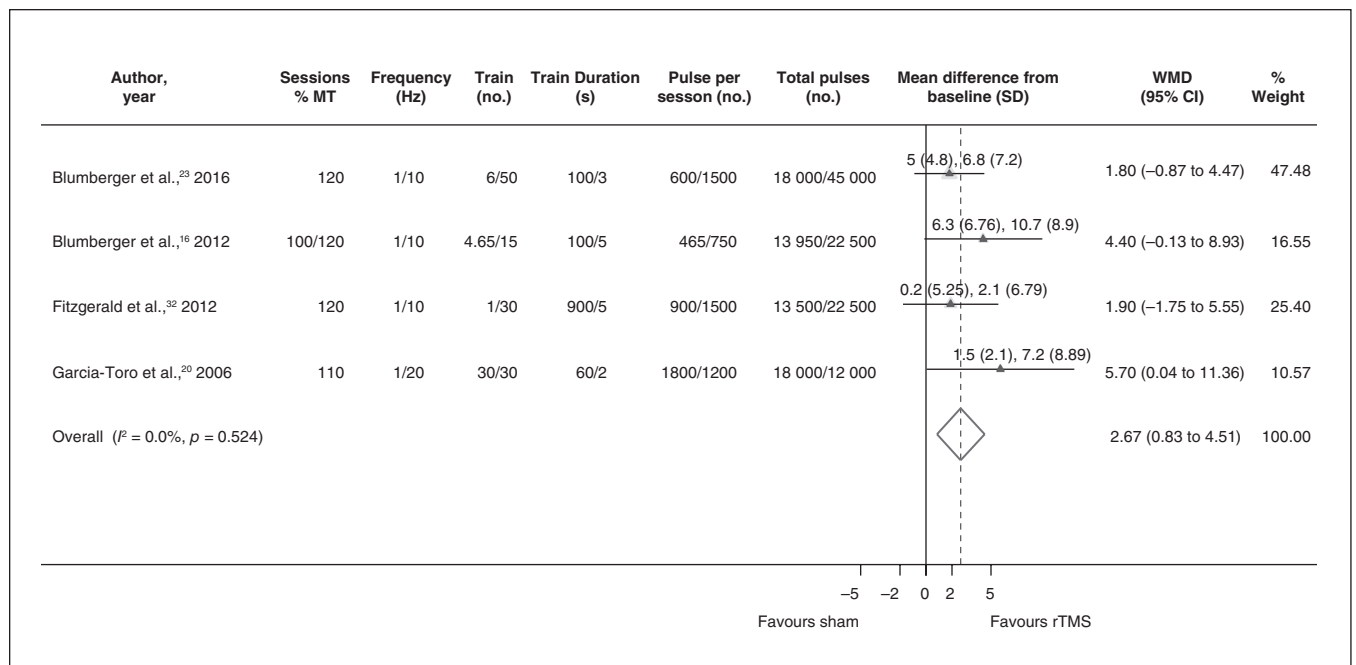 Author, year Sessions % MT Frequency (Hz) Train (no.) Train Duration (s) Pulse per sesson (no.) Total pulses (no.) Mean difference from baseline (SD) WMD (95% CI) % Weight
Blumberger et al.,²³ 2016 120 1/10 6/50 100/3 600/1500 18 000/45 000 5 (4.8), 6.8 (7.2) 1.80 (–0.87 to 4.47) 47.48
Blumberger et al.,¹⁶ 2012 100/120 1/10 4.65/15 100/5 465/750 13 950/22 500 6.3 (6.76), 10.7 (8.9) 4.40 (–0.13 to 8.93) 16.55
Fitzgerald et al.,³² 2012 120 1/10 1/30 900/5 900/1500 13 500/22 500 0.2 (5.25), 2.1 (6.79) 1.90 (–1.75 to 5.55) 25.40
Garcia-Toro et al.,²⁰ 2006 110 1/20 30/30 60/2 1800/1200 18 000/12 000 1.5 (2.1), 7.2 (8.89) 5.70 (0.04 to 11.36) 10.57
Overall (I² = 0.0%, p = 0.524) 2.67 (0.83 to 4.51) 100.00
–5 –2 0 2 5
Favours sham Favours rTMS